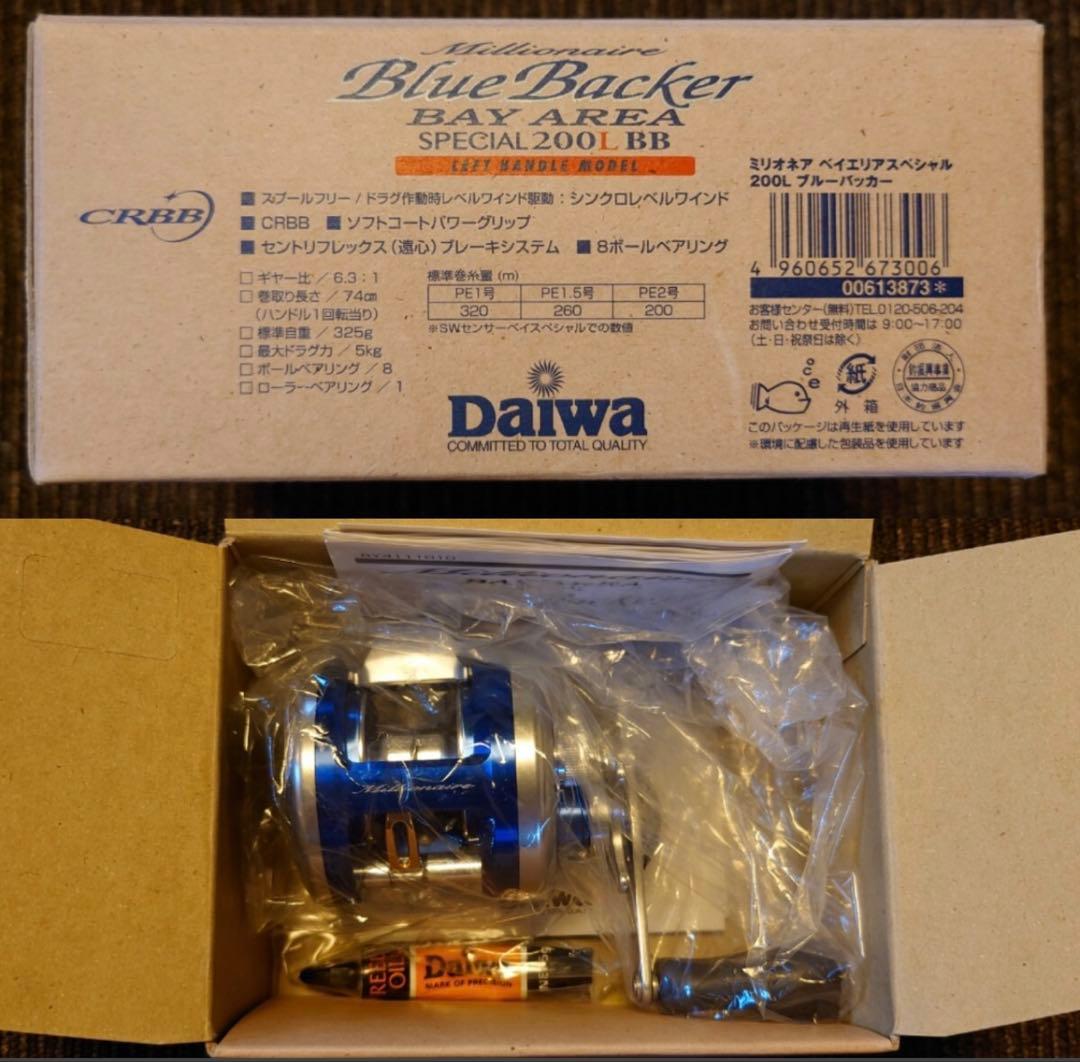 Millionaire
Blue Backer
BAY AREA
SPECIAL 200L BB
LEFT HANDLE MODEL
CRBB
■ スプールフリー / ドラグ作動時レベルワインド駆動：シンクロレベルワインド
■ CRBB ■ ソフトコートパワーグリップ
■ セントリフレックス（遠心）ブレーキシステム ■ 8ボールベアリング
□ ギヤー比 / 6.3：1
□ 巻取り長さ / 74cm
（ハンドル1回転当り）
□ 標準自重 / 325g
□ 最大ドラグ力 / 5kg
□ ボールベアリング / 8
□ ローラーベアリング / 1
標準巻糸量 (m)
PE1号 PE1.5号 PE2号
320 260 200
※SWセンサーベイスペシャルでの数値
Daiwa
COMMITTED TO TOTAL QUALITY
ミリオネア ベイエリアスペシャル
200L ブルーバッカー
4 960652 673006
00613873*
お客様センター(無料)TEL.0120-506-204
お問い合わせ受付時間は 9:00~17:00
（土・日・祝祭日は除く）
紙
外箱
このパッケージは再生紙を使用しています
※環境に配慮した包装品を使用しています
Millionaire
REEL
OIL
Daiwa
MARK OF PRECISION